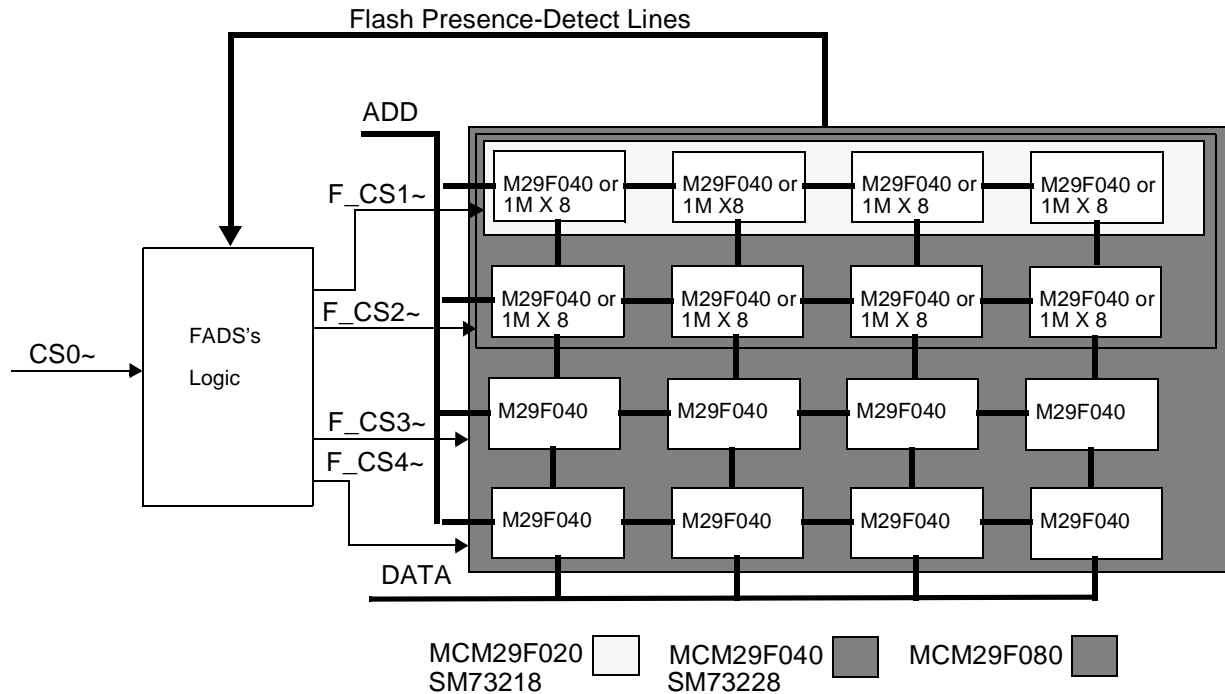 Flash Presence-Detect Lines
ADD
F_CS1~
M29F040 or
1M X 8
M29F040 or
1M X8
M29F040 or
1M X 8
M29F040 or
1M X 8
F_CS2~
M29F040 or
1M X 8
M29F040 or
1M X 8
M29F040 or
1M X 8
M29F040 or
1M X 8
CS0~
FADS's
Logic
F_CS3~
M29F040
M29F040
M29F040
M29F040
F_CS4~
M29F040
M29F040
M29F040
M29F040
DATA
MCM29F020
SM73218
MCM29F040
SM73228
MCM29F080